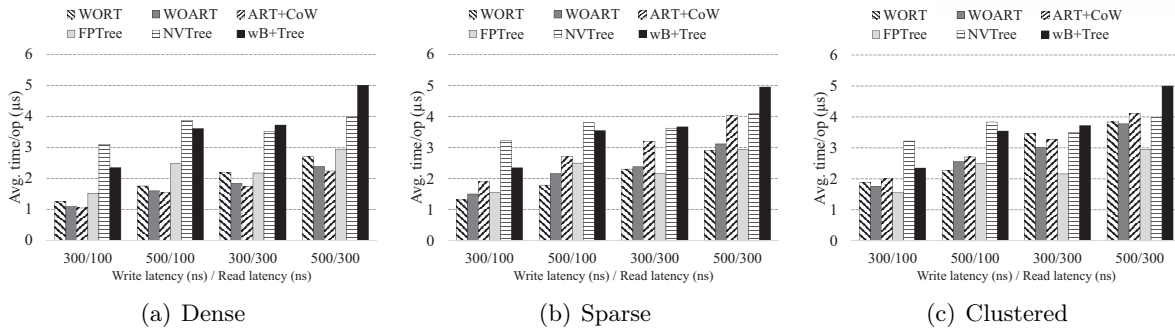 WORT WOART ART+CoW
FPTree NVTree wB+Tree
Avg. time/op (μs)
6
5
4
3
2
1
0
300/100 500/100 300/300 500/300
Write latency (ns) / Read latency (ns)
(a) Dense
WORT WOART ART+CoW
FPTree NVTree wB+Tree
Avg. time/op (μs)
6
5
4
3
2
1
0
300/100 500/100 300/300 500/300
Write latency (ns) / Read latency (ns)
(b) Sparse
WORT WOART ART+CoW
FPTree NVTree wB+Tree
Avg. time/op (μs)
6
5
4
3
2
1
0
300/100 500/100 300/300 500/300
Write latency (ns) / Read latency (ns)
(c) Clustered